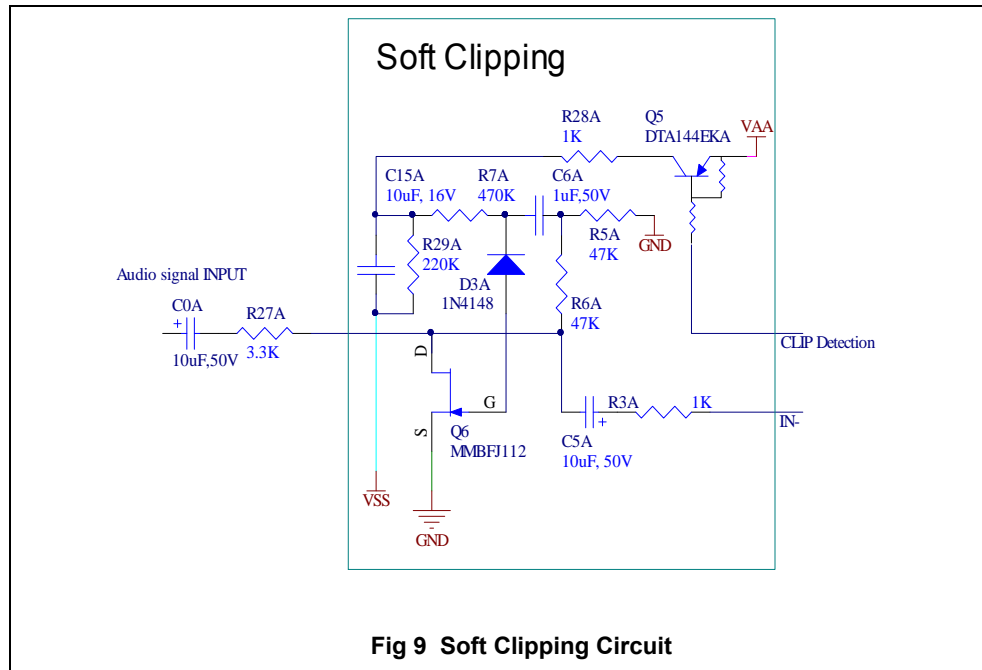 Soft Clipping
R28A
1K
Q5
DTA144EKA
VAA
C15A
10uF, 16V
R7A
470K
C6A
1uF,50V
R5A
47K
GND
R29A
220K
D3A
1N4148
R6A
47K
Audio signal INPUT
C0A
+
10uF,50V
R27A
3.3K
CLIP Detection
D
G
S
Q6
MMBFJ112
R3A
1K
IN-
+
C5A
10uF, 50V
VSS
GND
Fig 9 Soft Clipping Circuit